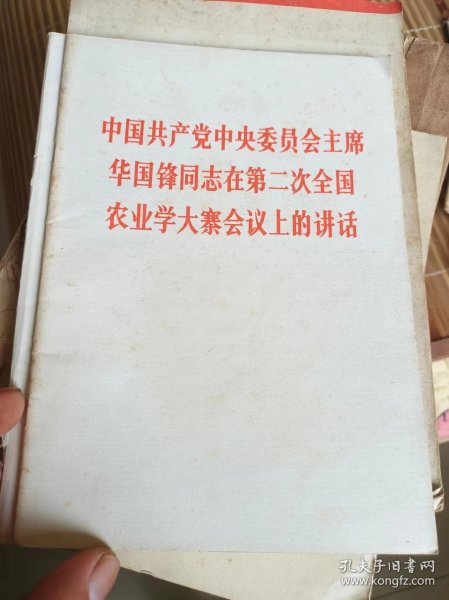 中国共产党中央委员会主席
华国锋同志在第二次全国
农业学大寨会议上的讲话
孔夫子旧书网
www.kongfz.com